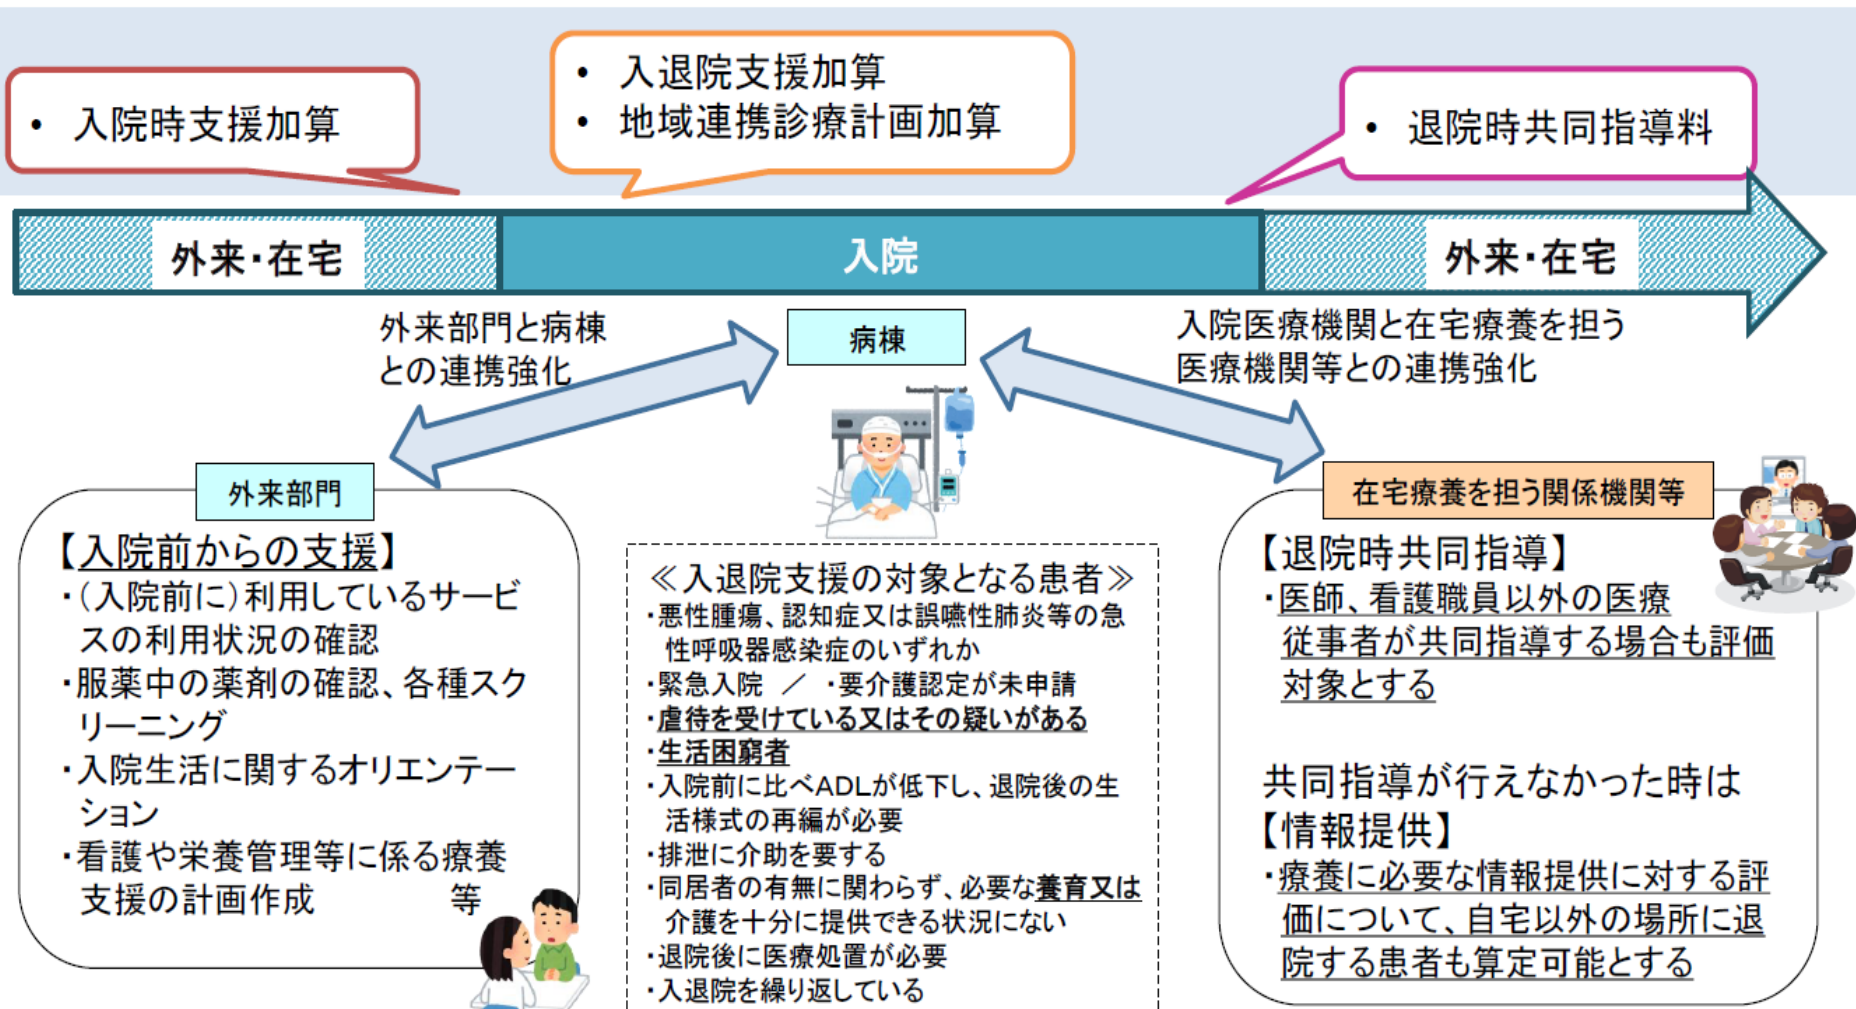 ・ 入院時支援加算
・ 入退院支援加算
・ 地域連携診療計画加算
・ 退院時共同指導料
外来・在宅
入院
外来・在宅
外来部門と病棟
との連携強化
病棟
入院医療機関と在宅療養を担う
医療機関等との連携強化
外来部門
【入院前からの支援】
・(入院前に)利用しているサービ
スの利用状況の確認
・服薬中の薬剤の確認、各種スク
リーニング
・入院生活に関するオリエンテー
ション
・看護や栄養管理等に係る療養
支援の計画作成 等
≪入退院支援の対象となる患者≫
・悪性腫瘍、認知症又は誤嚥性肺炎等の急
性呼吸器感染症のいずれか
・緊急入院 / ・要介護認定が未申請
・虐待を受けている又はその疑いがある
・生活困窮者
・入院前に比べADLが低下し、退院後の生
活様式の再編が必要
・排泄に介助を要する
・同居者の有無に関わらず、必要な養育又は
介護を十分に提供できる状況にない
・退院後に医療処置が必要
・入退院を繰り返している
在宅療養を担う関係機関等
【退院時共同指導】
・医師、看護職員以外の医療
従事者が共同指導する場合も評価
対象とする
共同指導が行えなかった時は
【情報提供】
・療養に必要な情報提供に対する評
価について、自宅以外の場所に退
院する患者も算定可能とする